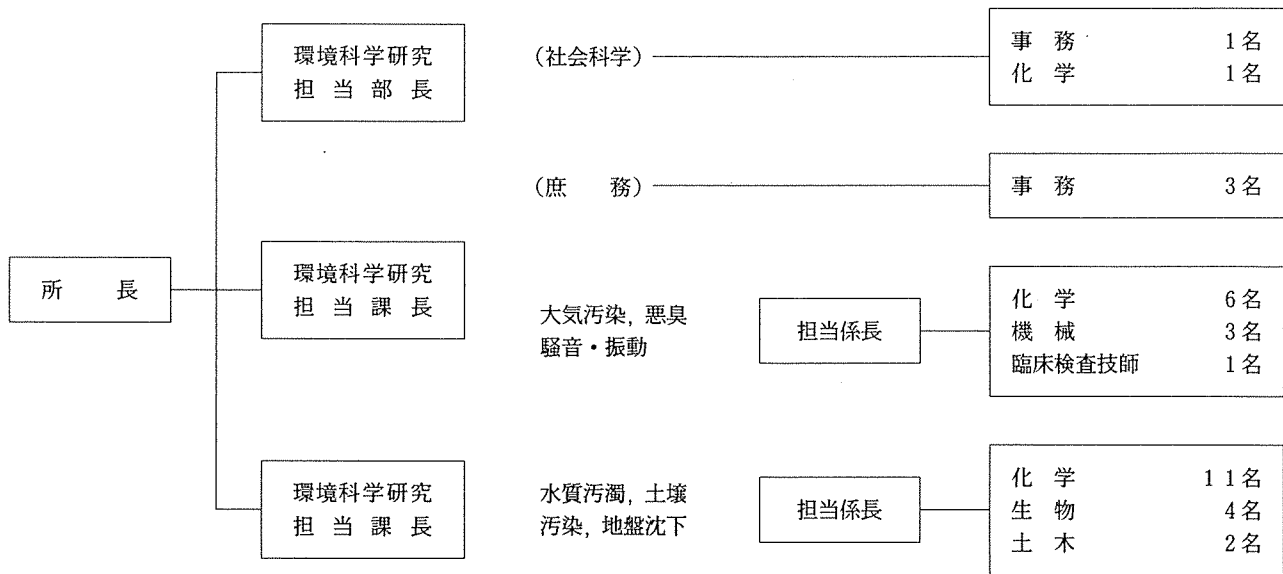 環境科学研究
担当部長
(社会科学)
事務 1名
化学 1名
(庶務)
事務 3名
所長
環境科学研究
担当課長
大気汚染, 悪臭
騒音・振動
担当係長
化学 6名
機械 3名
臨床検査技師 1名
環境科学研究
担当課長
水質汚濁, 土壌
汚染, 地盤沈下
担当係長
化学 11名
生物 4名
土木 2名